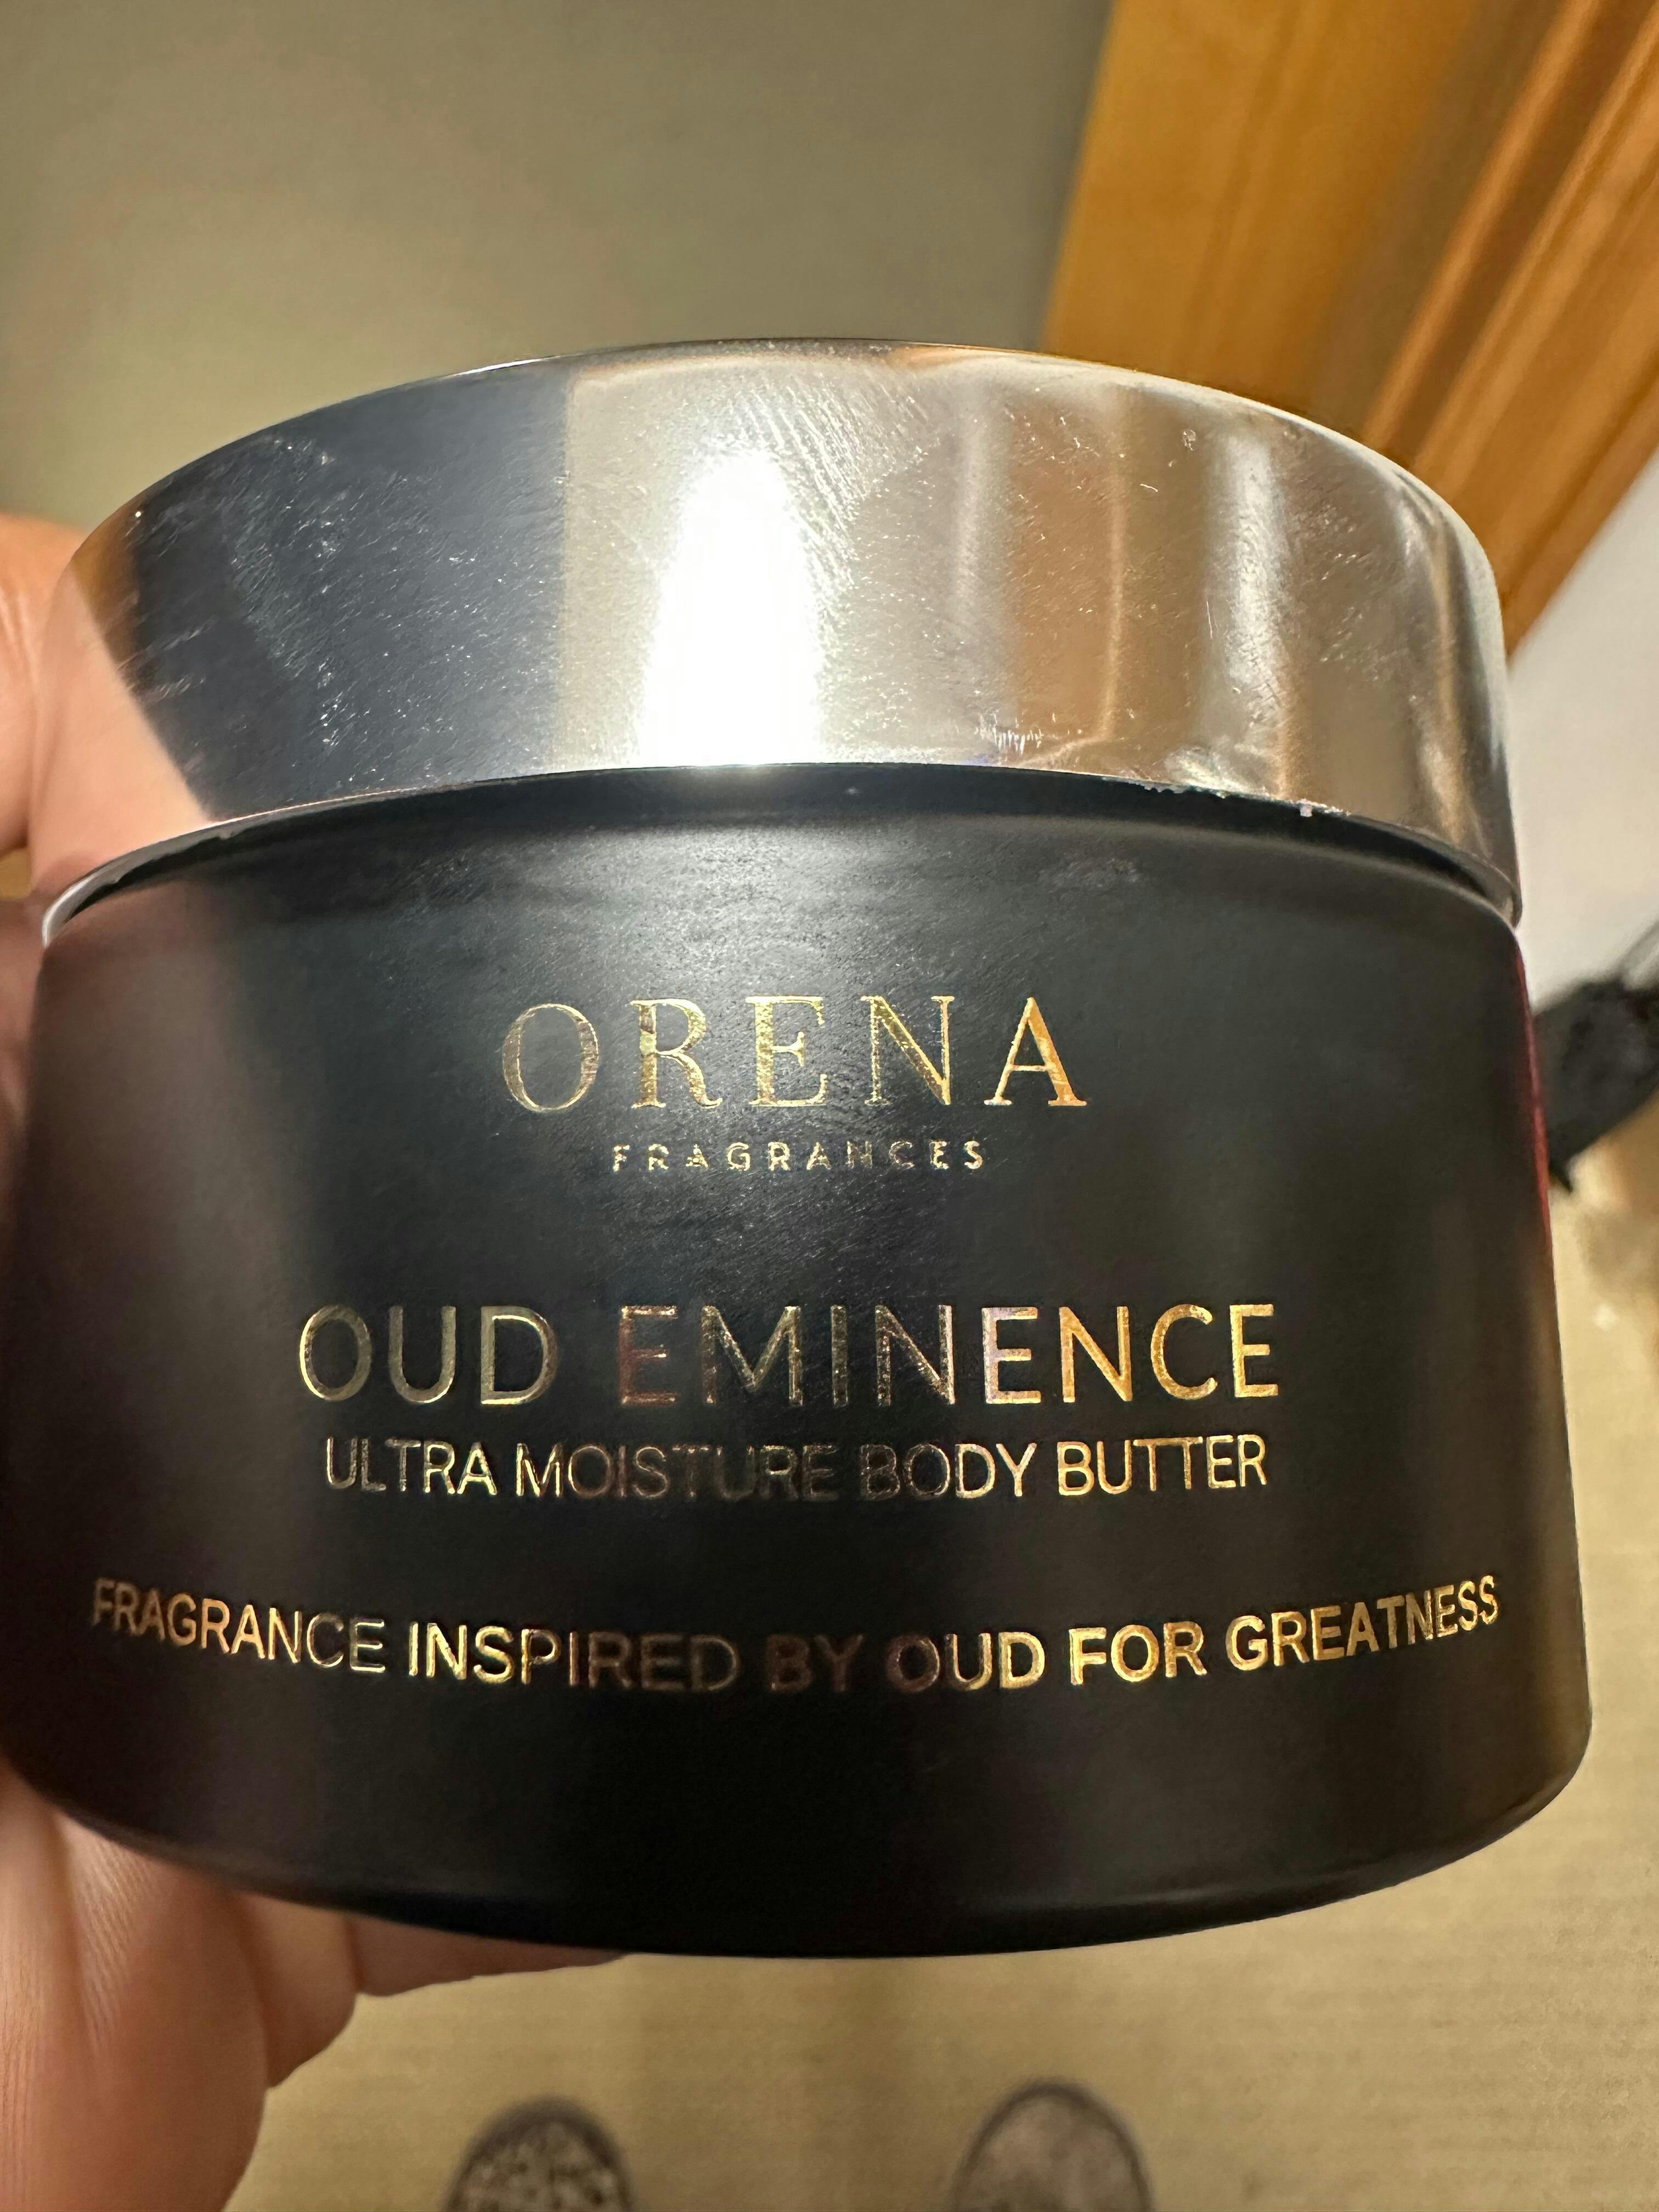 ORENA
FRAGRANCES
OUD EMINENCE
ULTRA MOISTURE BODY BUTTER
FRAGRANCE INSPIRED BY OUD FOR GREATNESS